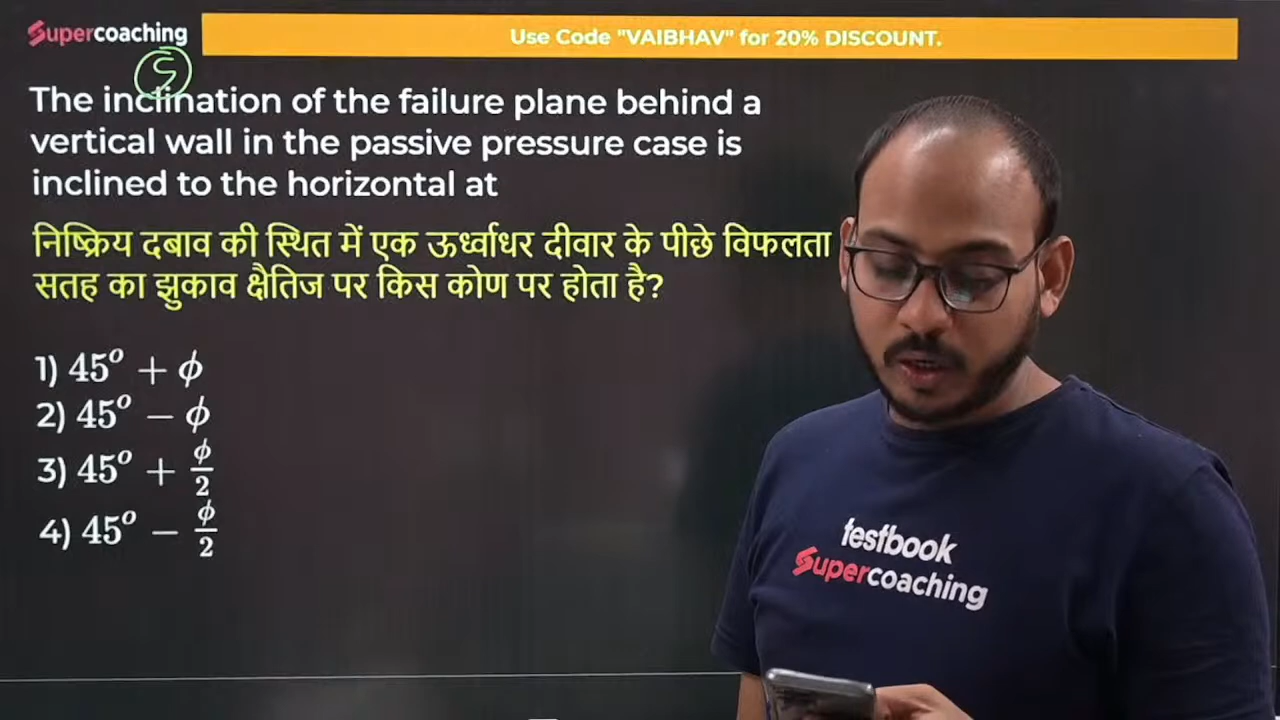 Supercoaching
Use Code "VAIBHAV" for 20% DISCOUNT.
5
The inclination of the failure plane behind a
vertical wall in the passive pressure case is
inclined to the horizontal at
निष्क्रिय दबाव की स्थित में एक ऊर्ध्वाधर दीवार के पीछे विफलता
सतह का झुकाव क्षैतिज पर किस कोण पर होता है?
1) 45° + ϕ
2) 45° − ϕ
3) 45° + ϕ/2
4) 45° − ϕ/2
testbook
Supercoaching